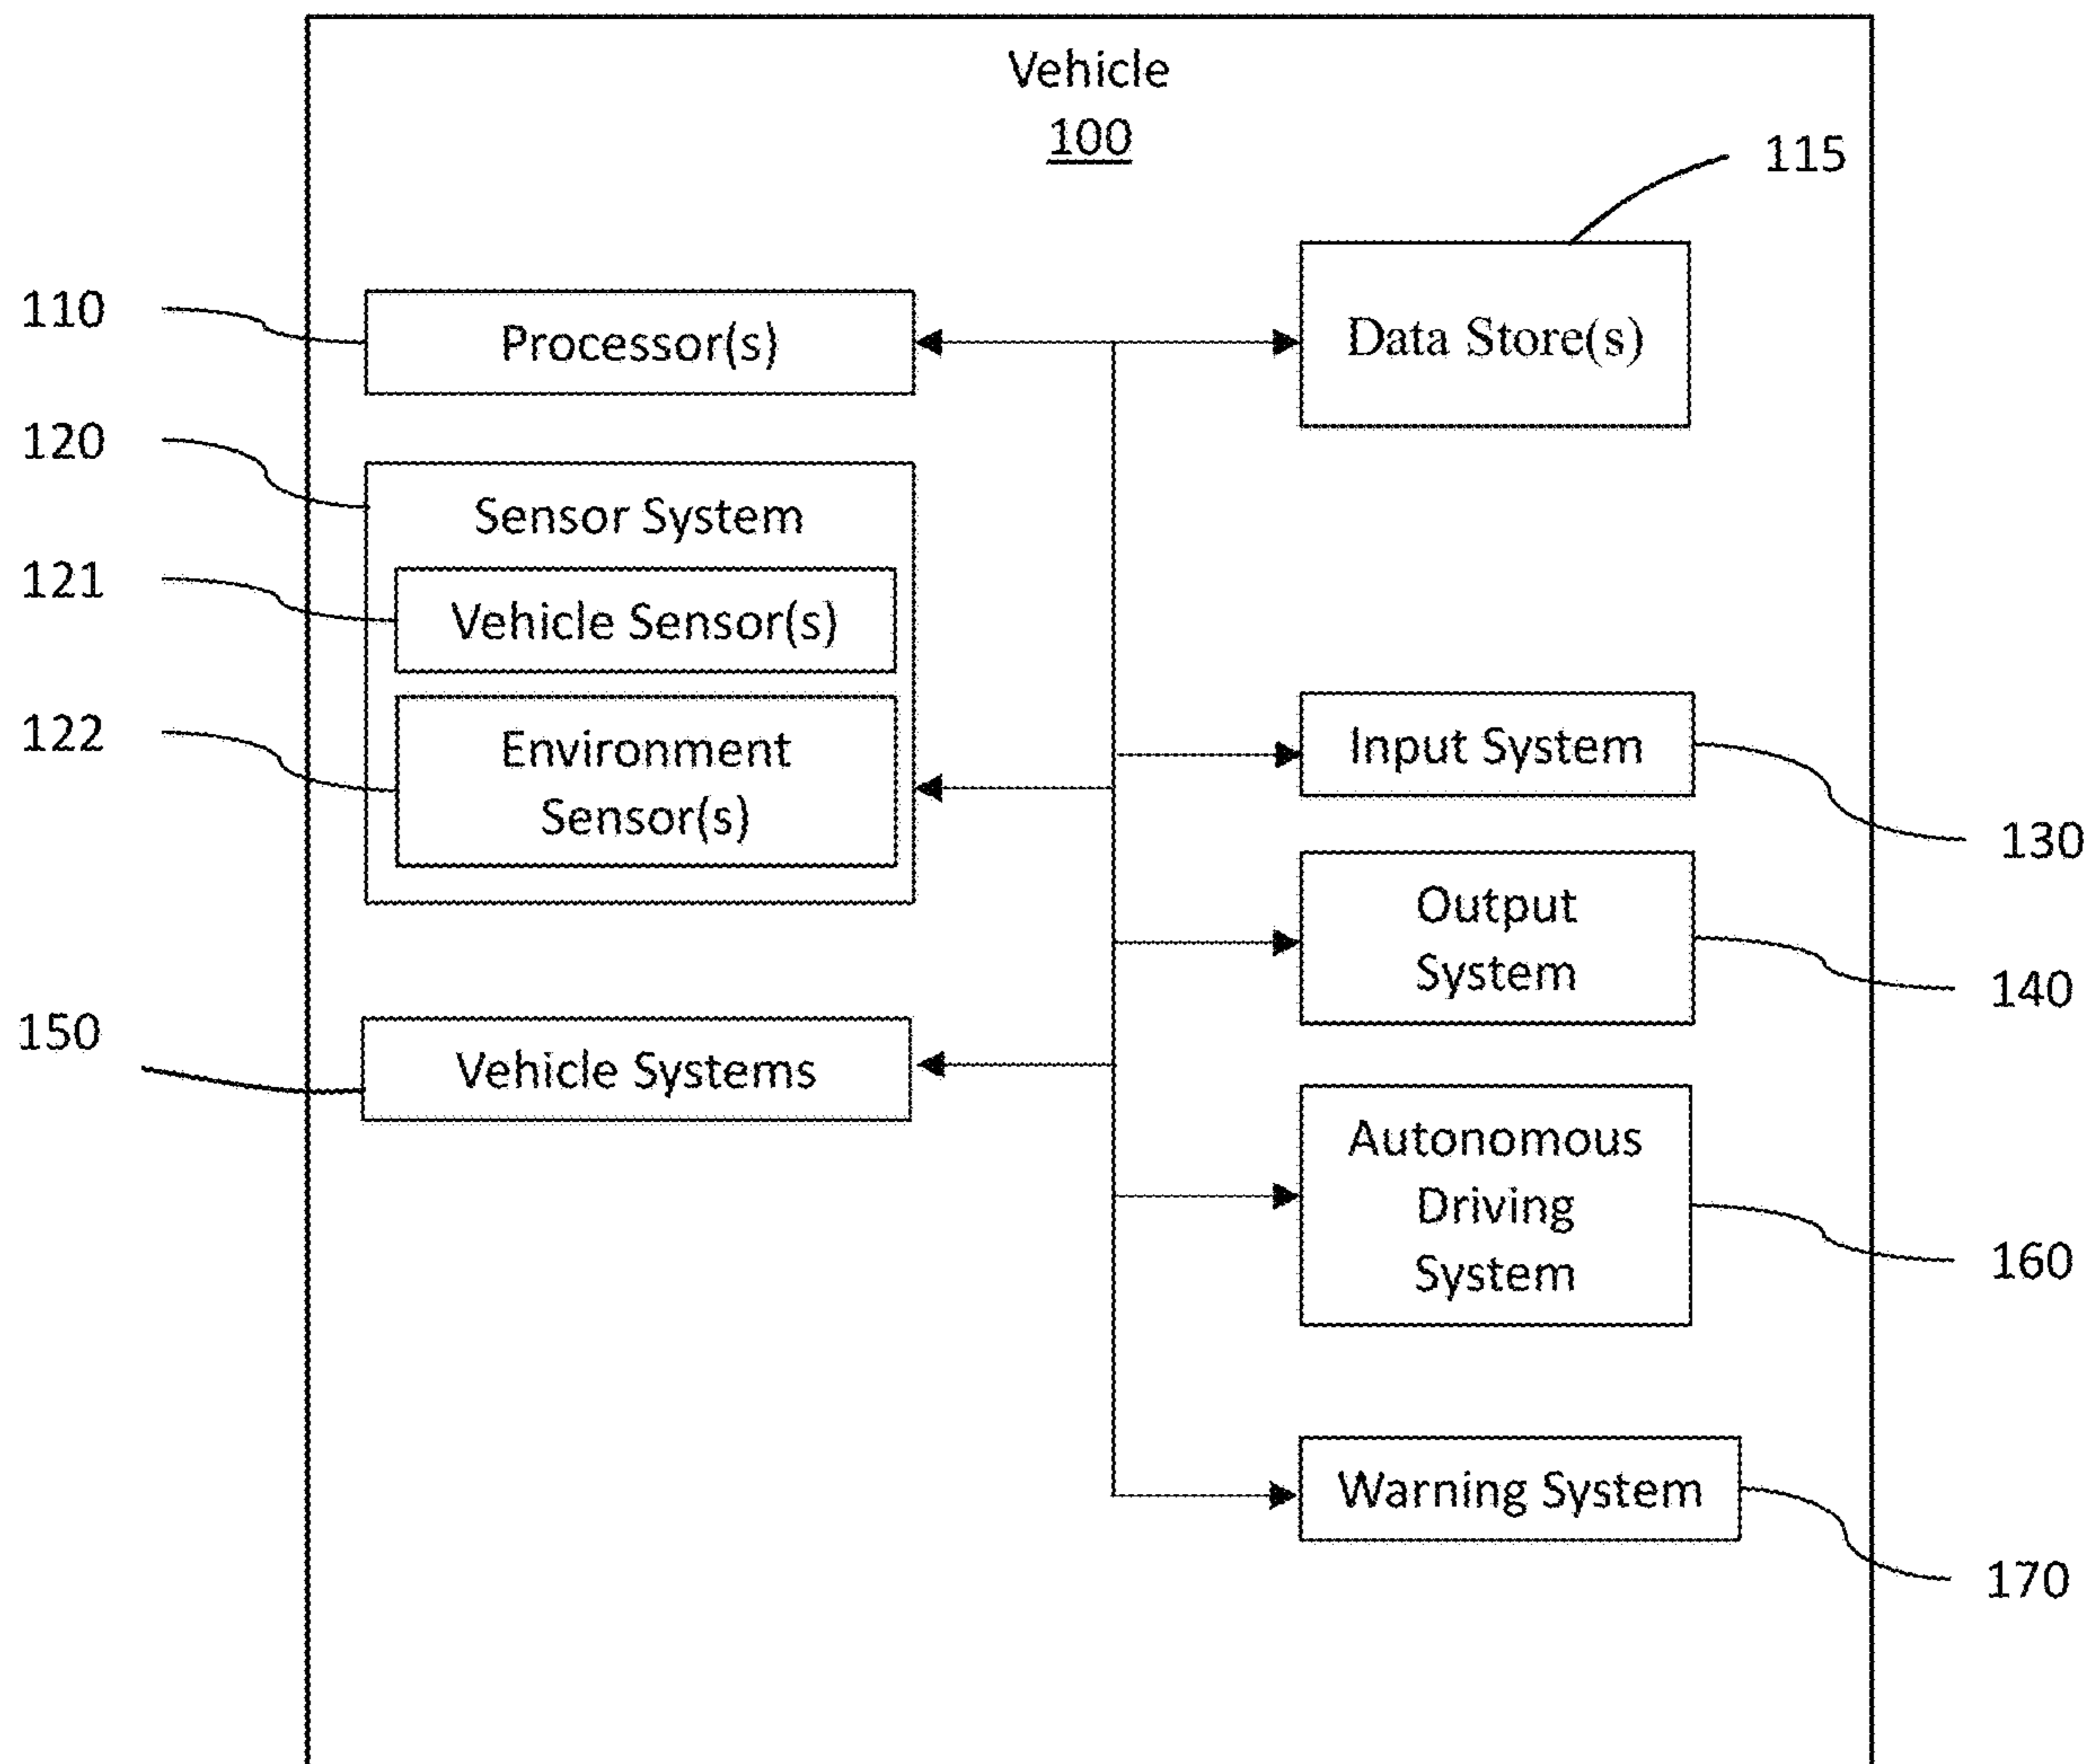 Vehicle
100
115
110
Processor(s)
Data Store(s)
120
Sensor System
121
Vehicle Sensor(s)
122
Environment
Sensor(s)
Input System
130
Output
System
140
150
Vehicle Systems
Autonomous
Driving
System
160
Warning System
170